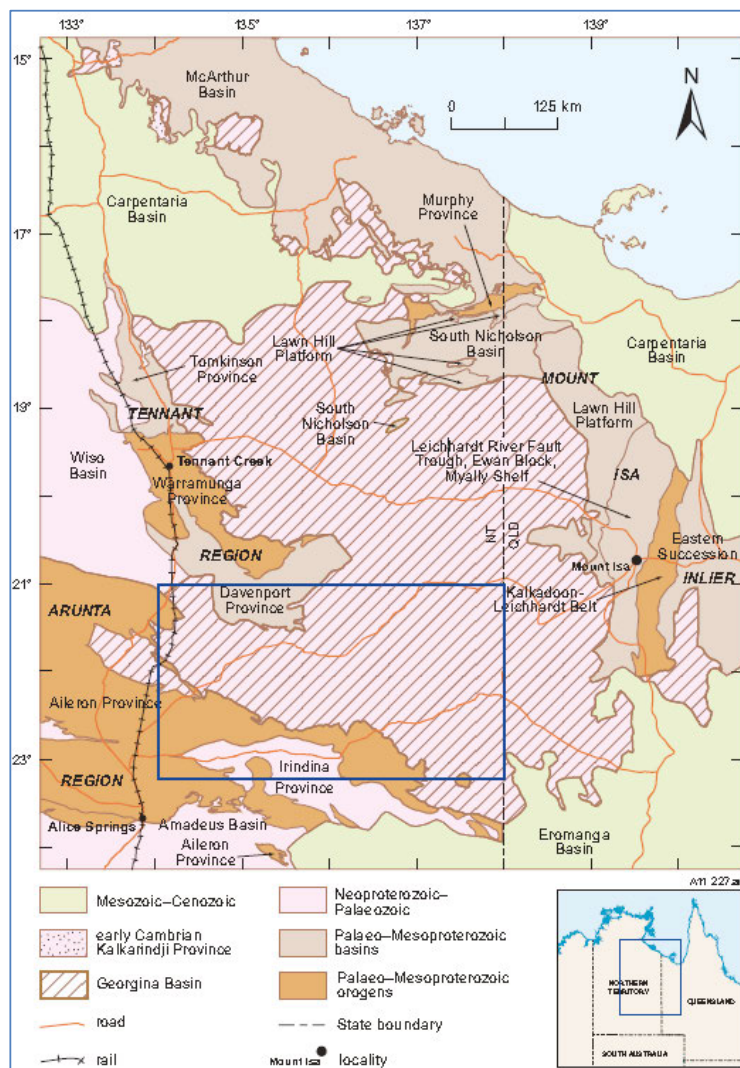 133°
135°
137°
139°
15°
17°
19°
21°
23°
McArthur
Basin
N
0
125 km
Carpentaria
Basin
Murphy
Province
Lawn Hill
Platform
South Nicholson
Basin
Carpentaria
Basin
Tomkinson
Province
MOUNT
TENNANT
South
Nicholson
Basin
Lawn Hill
Platform
Wiso
Basin
Tennant Creek
Warramunga
Province
Leichhardt River Fault
Trough, Ewan Block,
Myally Shelf
ISA
NT
QLD
REGION
Eastern
Succession
Mount Isa
INLIER
Davenport
Province
Kalkadoon–
Leichhardt Belt
ARUNTA
Aileron Province
REGION
Irindina
Province
Alice Springs
Amadeus Basin
Aileron
Province
Eromanga
Basin
A11 227.ai
Mesozoic–Cenozoic
early Cambrian
Kalkarindji Province
Georgina Basin
road
rail
Neoproterozoic–
Palaeozoic
Palaeo–Mesoproterozoic
basins
Palaeo–Mesoproterozoic
orogens
State boundary
Mount Isa
locality
NORTHERN
TERRITORY
QUEENSLAND
SOUTH AUSTRALIA